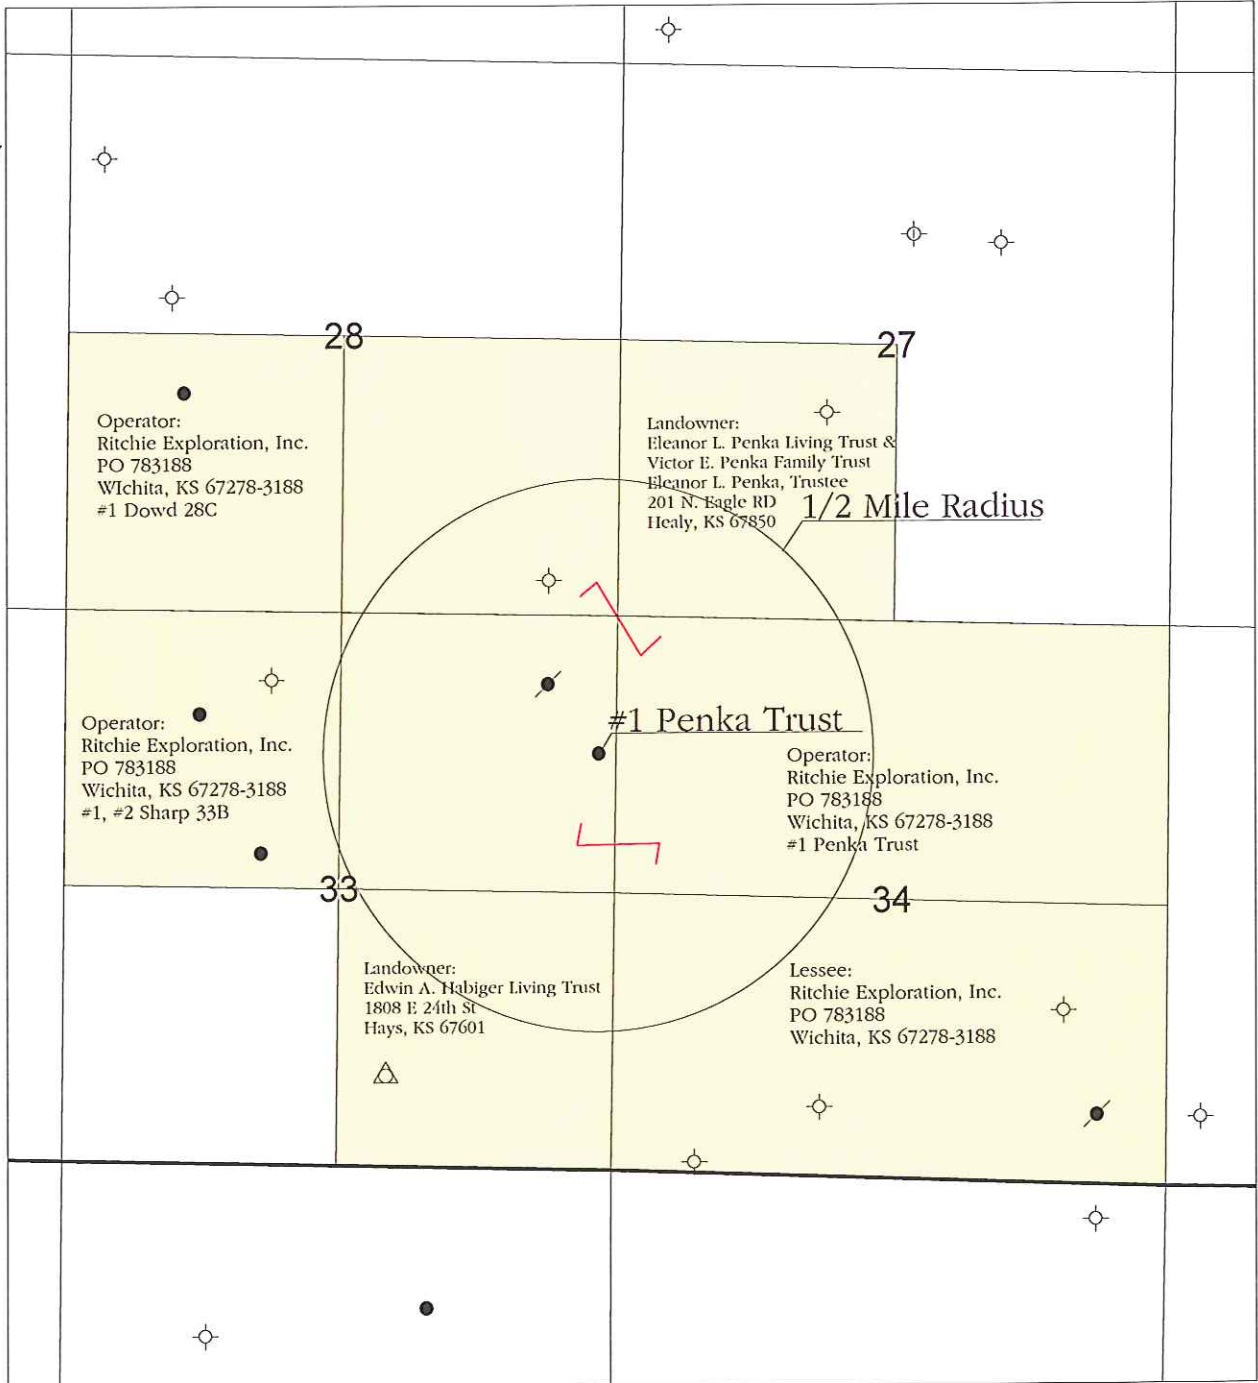 28
27
Operator:
Ritchie Exploration, Inc.
PO 783188
WIchita, KS 67278-3188
#1 Dowd 28C
Landowner:
Eleanor L. Penka Living Trust &
Victor E. Penka Family Trust
Eleanor L. Penka, Trustee
201 N. Eagle RD
Healy, KS 67850
1/2 Mile Radius
Operator:
Ritchie Exploration, Inc.
PO 783188
Wichita, KS 67278-3188
#1, #2 Sharp 33B
#1 Penka Trust
Operator:
Ritchie Exploration, Inc.
PO 783188
Wichita, KS 67278-3188
#1 Penka Trust
33
34
Landowner:
Edwin A. Habiger Living Trust
1808 E 24th St
Hays, KS 67601
Lessee:
Ritchie Exploration, Inc.
PO 783188
Wichita, KS 67278-3188